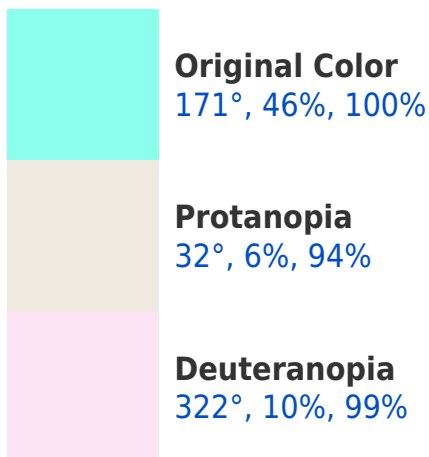 Original Color
171°, 46%, 100%
Protanopia
32°, 6%, 94%
Deuteranopia
322°, 10%, 99%